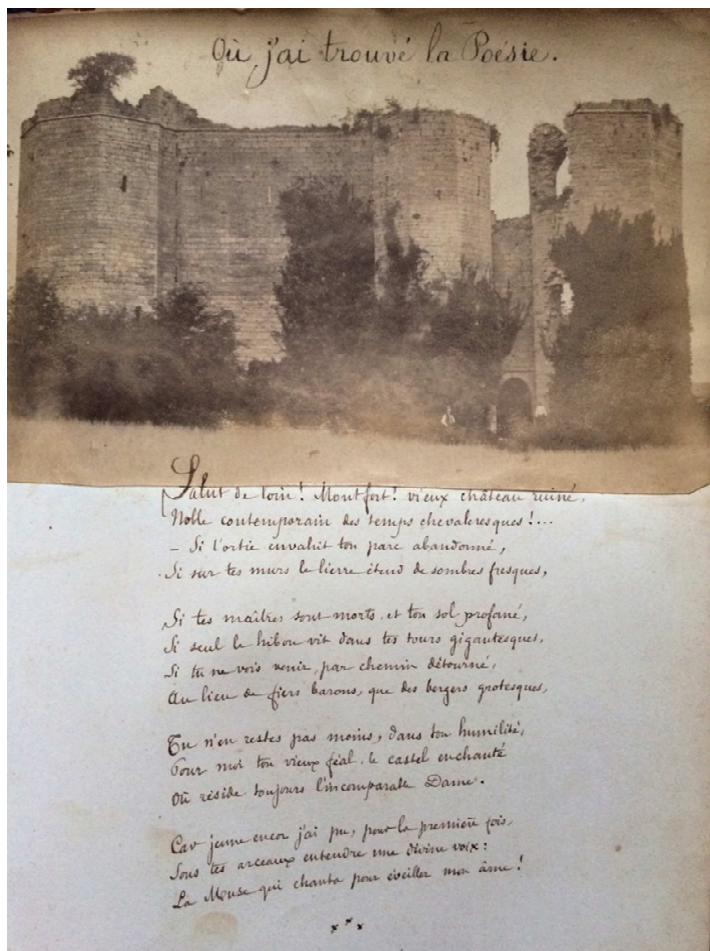 Où j'ai trouvé la Poésie.
Salut de loin! Montfort! vieux château ruiné,
Noble contemporain des temps chevaleresques!...
– Si l'ortie envahit ton parc abandonné,
Si sur tes murs le lierre étend de sombres fresques,
Si tes maîtres sont morts, et ton sol profané,
Si seul le hibou vit dans tes tours gigantesques,
Si tu ne vois venir, par chemin détourné,
Au lieu de fiers barons, que des bergers grotesques,
Tu n'en restes pas moins, dans ton humilité,
Pour moi ton vieux féal, le castel enchanté
Où réside toujours l'incomparable Dame.
Car jeune encor j'ai pu, pour la première fois,
Sous tes arceaux entendre une divine voix:
La Muse qui chanta pour éveiller mon âme!